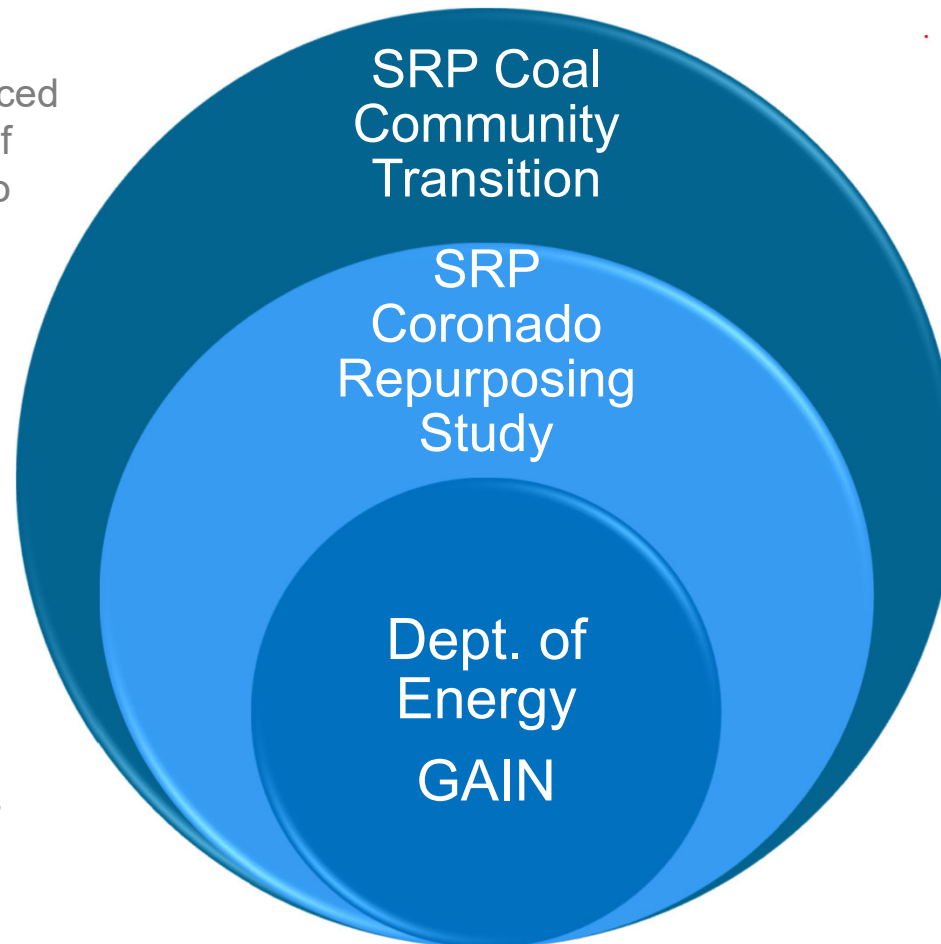 SRP Coal
Community
Transition
SRP
Coronado
Repurposing
Study
Dept. of
Energy
GAIN